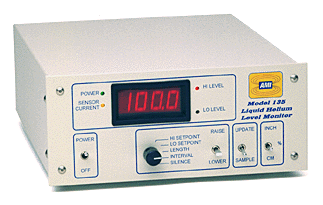 POWER
SENSOR
CURRENT
100.0
HI LEVEL
LO LEVEL
AMI
Model 135
Liquid Helium
Level Monitor
POWER
OFF
HI SETPOINT
LO SETPOINT
LENGTH
INTERVAL
SILENCE
RAISE
LOWER
UPDATE
SAMPLE
INCH
%
CM